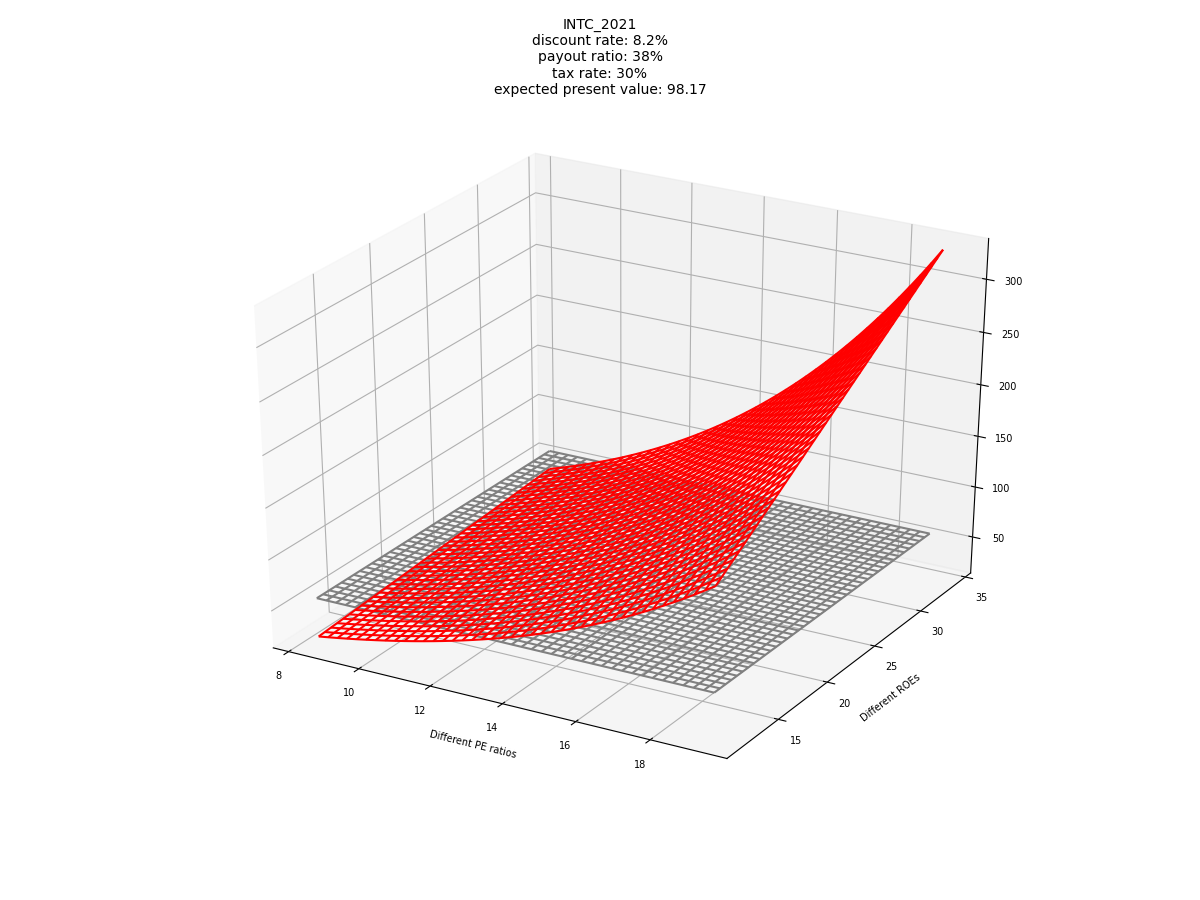 INTC_2021
discount rate: 8.2%
payout ratio: 38%
tax rate: 30%
expected present value: 98.17
300
250
200
150
100
50
35
30
25
20
15
Different ROEs
8
10
12
14
16
18
Different PE ratios